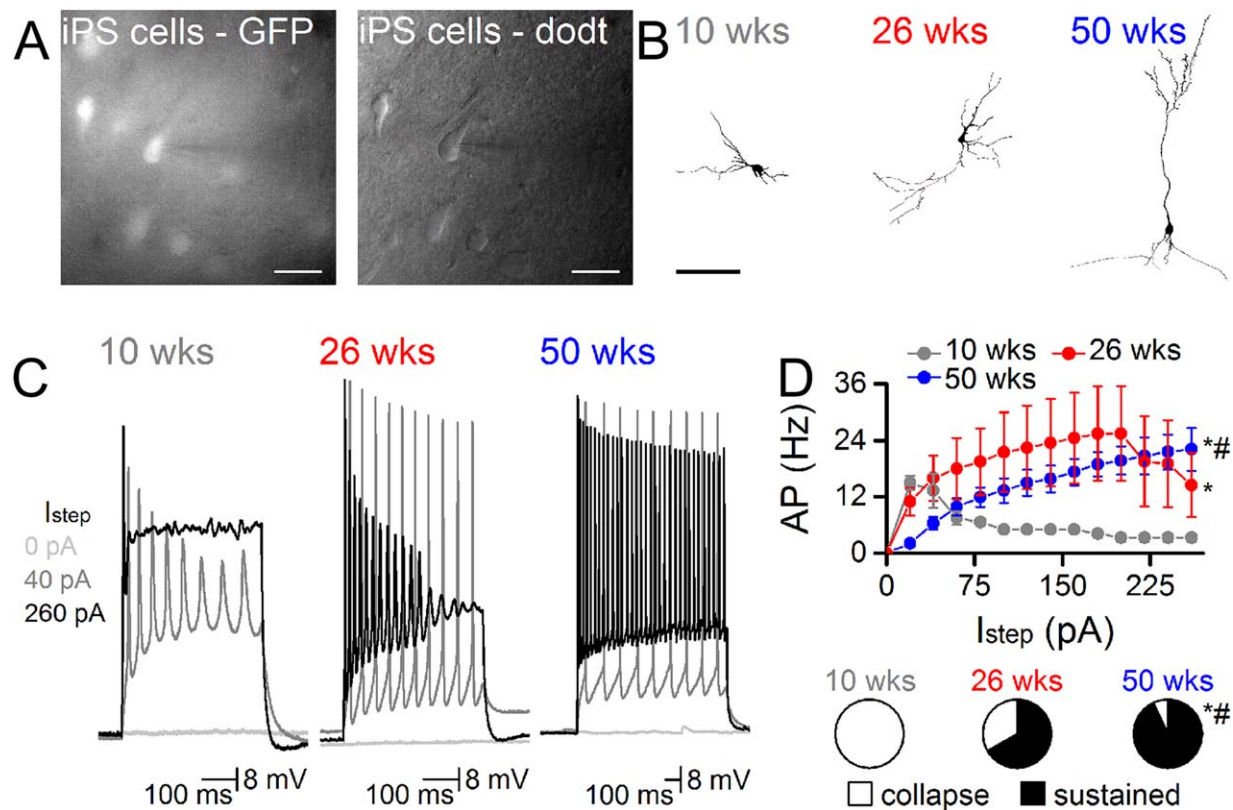 A
iPS cells - GFP
iPS cells - dodt
B
10 wks
26 wks
50 wks
C
10 wks
26 wks
50 wks
Istep
0 pA
40 pA
260 pA
100 ms
8 mV
100 ms
8 mV
100 ms
8 mV
D
10 wks
26 wks
50 wks
AP (Hz)
36
24
12
0
*#
*
0
75
150
225
Istep (pA)
10 wks
26 wks
50 wks
*#
collapse
sustained